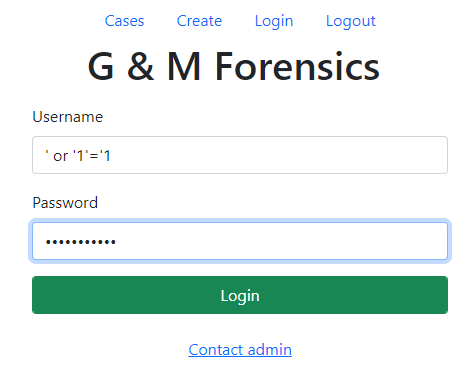 Cases Create Login Logout
G & M Forensics
Username
' or '1'='1
Password
•••••••••••
Login
Contact admin